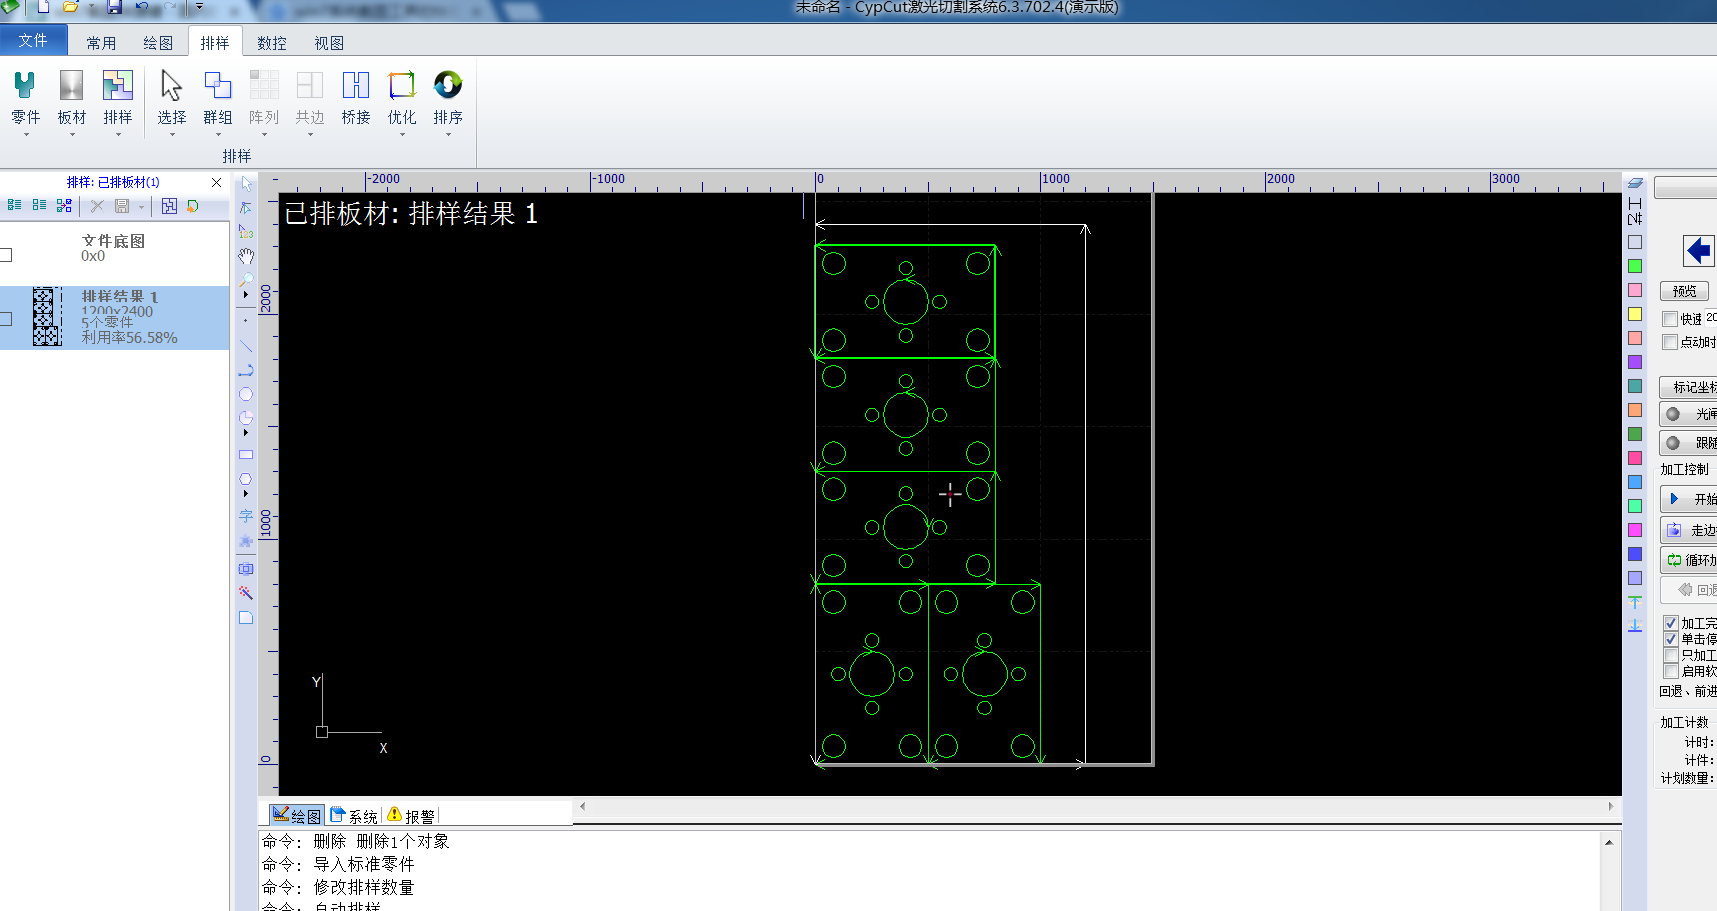 未命名 - CypCut激光切割系统6.3.702.4(演示版)
文件 常用 绘图 排样 数控 视图
零件 板材 排样 选择 群组 阵列 共边 桥接 优化 排序
排样
排样: 已排板材(1)
文件底图
0x0
排样结果 1
1200x2400
5个零件
利用率56.58%
-2000 -1000 0 1000 2000 3000
2000
1000
0
已排板材: 排样结果 1
Y
X
123
字
预览
快速 20
点动
标记坐标
光闸
跟随
加工控制
开始
走边
循环加
回退
加工完
单击停
只加工
启用软
回退、前进
加工计数
计时:
计件:
计划数量:
绘图 系统 报警
命令: 删除 删除1个对象
命令: 导入标准零件
命令: 修改排样数量
命令: 自动排样